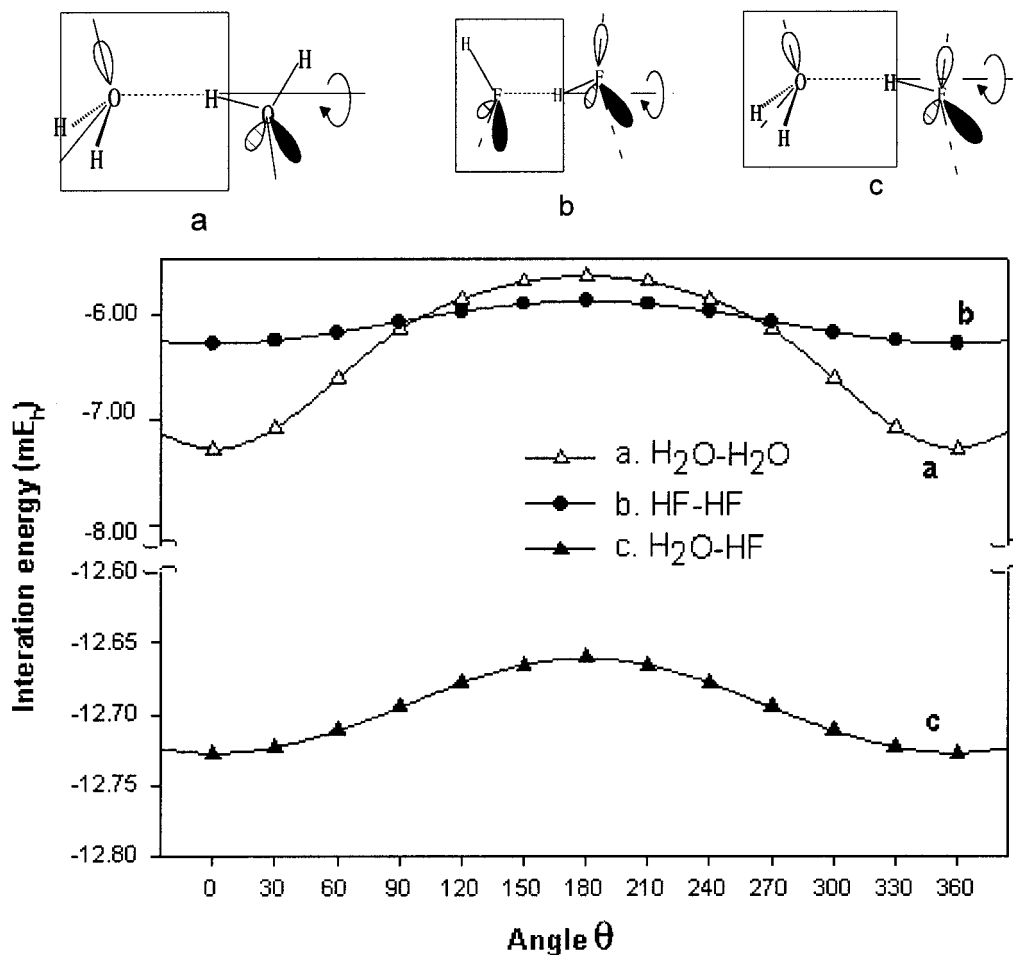 H
O
H
H
H
O
a
H
F
H
F
b
O
H
H
H
F
c
Interation energy (mEh)
-6.00
-7.00
-8.00
-12.60
-12.65
-12.70
-12.75
-12.80
b
a
a. H2O-H2O
b. HF-HF
c. H2O-HF
c
0 30 60 90 120 150 180 210 240 270 300 330 360
Angle θ